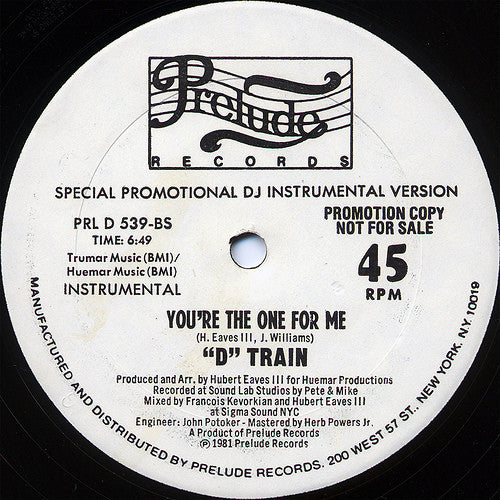 Prelude
RECORDS
SPECIAL PROMOTIONAL DJ INSTRUMENTAL VERSION
PRL D 539-BS
TIME: 6:49
Trumar Music (BMI)/
Huemar Music (BMI)
INSTRUMENTAL
PROMOTION COPY
NOT FOR SALE
45
RPM
YOU'RE THE ONE FOR ME
(H. Eaves III, J. Williams)
"D" TRAIN
Produced and Arr. by Hubert Eaves III for Huemar Productions
Recorded at Sound Lab Studios by Pete & Mike
Mixed by Francois Kevorkian and Hubert Eaves III
at Sigma Sound NYC
Engineer: John Potoker - Mastered by Herb Powers Jr.
A Product of Prelude Records
℗ 1981 Prelude Records
MANUFACTURED AND DISTRIBUTED BY PRELUDE RECORDS. 200 WEST 57 ST. NEW YORK. N.Y. 10019